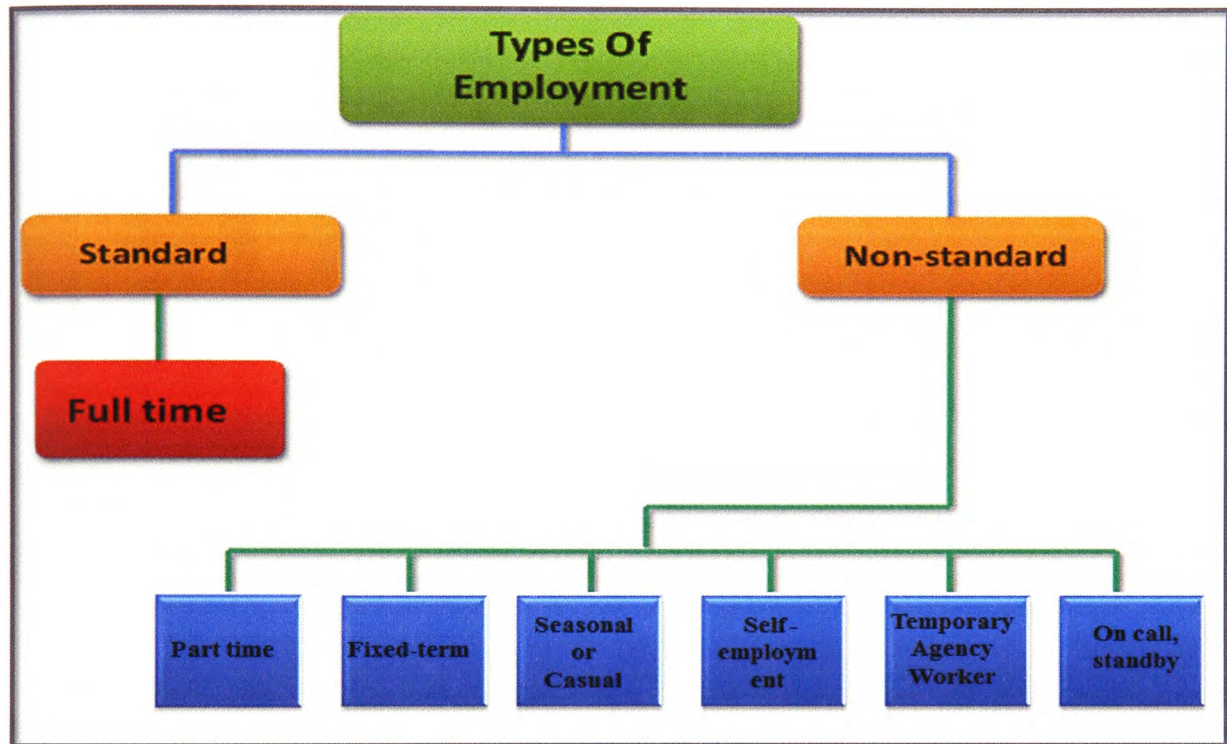 Types Of
Employment
Standard
Non-standard
Full time
Part time
Fixed-term
Seasonal
or
Casual
Self-
employm
ent
Temporary
Agency
Worker
On call,
standby